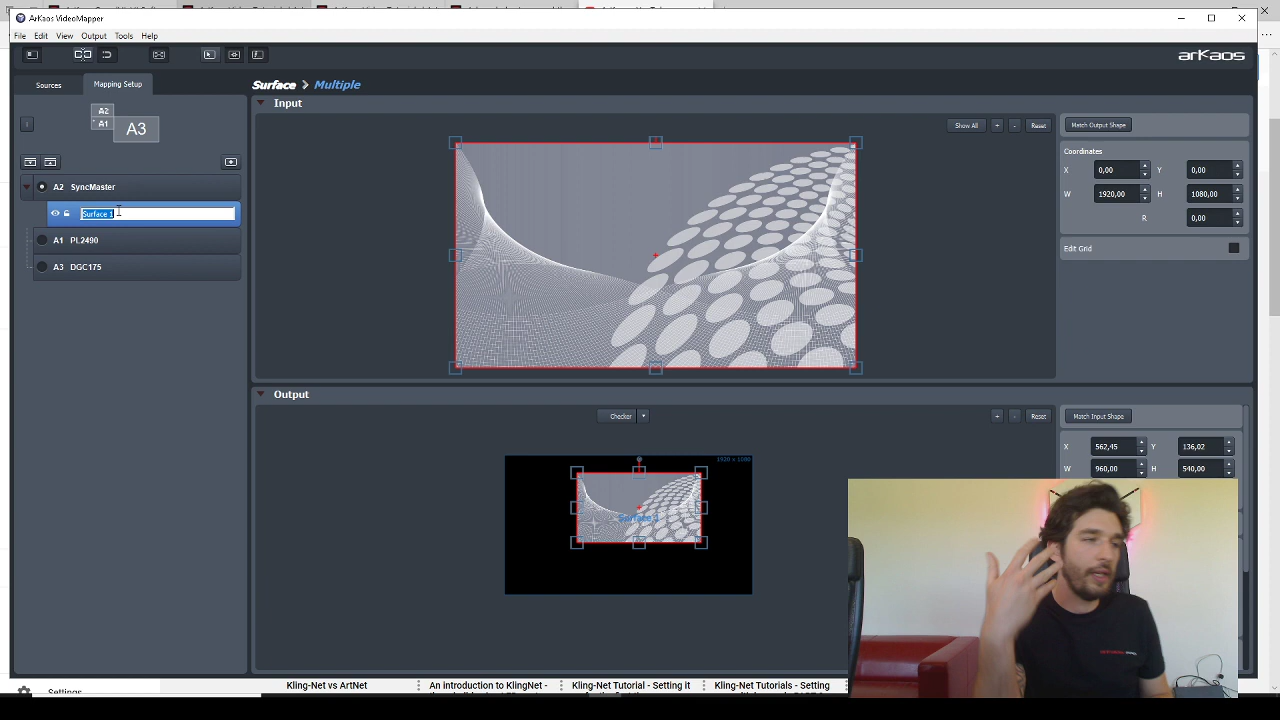 ArKaos VideoMapper
File Edit View Output Tools Help
arKaos
Sources Mapping Setup
A2
A1
A3
A2 SyncMaster
Surface 1
A1 PL2490
A3 DGC175
Surface > Multiple
Input
Show All + - Reset
Match Output Shape
Coordinates
X 0,00 Y 0,00
W 1920,00 H 1080,00
R 0,00
Edit Grid
Output
Checker + - Reset
1920 x 1080
Match Input Shape
X 562,45 Y 136,02
W 960,00 H 540,00
Settings
Kling-Net vs ArtNet
An introduction to KlingNet -
Kling-Net Tutorial - Setting it
Kling-Net Tutorials - Setting